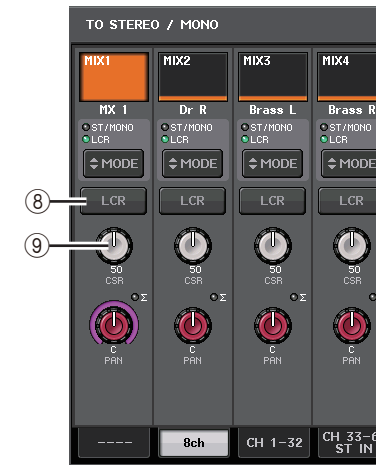 TO STEREO / MONO
MIX1 MIX2 MIX3 MIX4
MX 1 Dr R Brass L Brass R
ST/MONO ST/MONO ST/MONO ST/MONO
LCR LCR LCR LCR
MODE MODE MODE MODE
⑧ LCR LCR LCR LCR
⑨
50 50 50 50
CSR CSR CSR CSR
Σ Σ Σ
C C C C
PAN PAN PAN PAN
---- 8ch CH 1-32 CH 33-6
ST IN